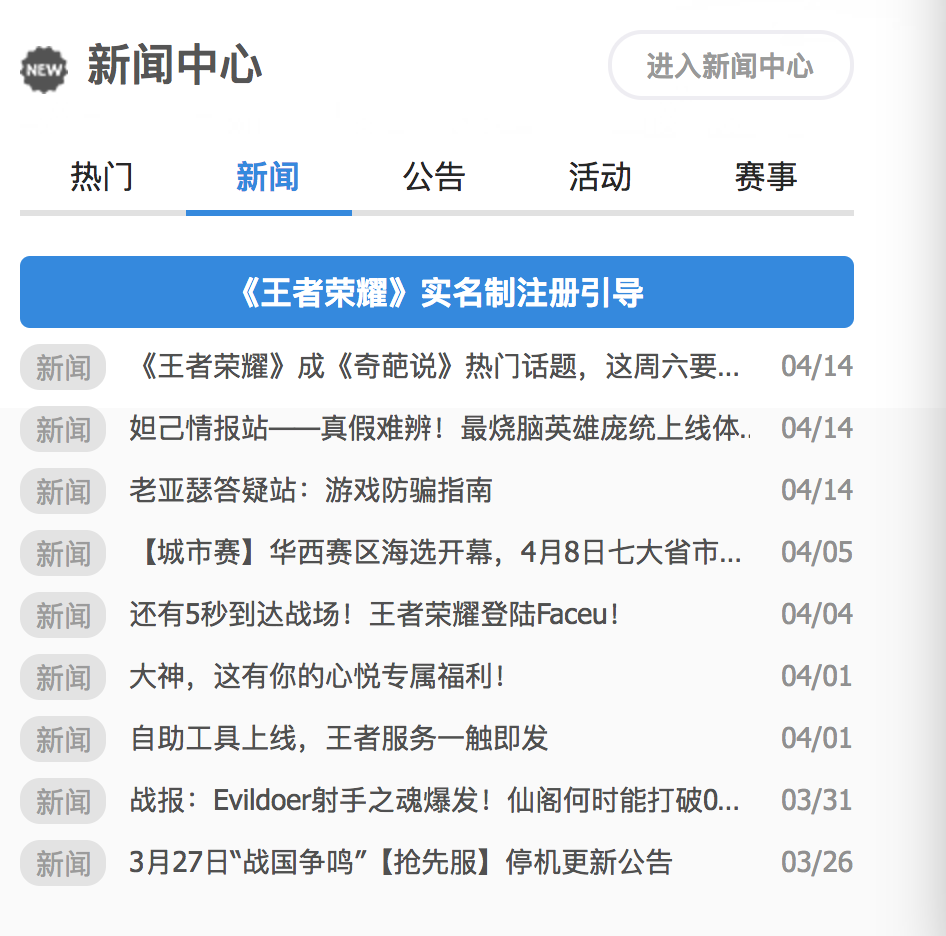 NEW 新闻中心 进入新闻中心
热门 新闻 公告 活动 赛事
《王者荣耀》实名制注册引导
新闻 《王者荣耀》成《奇葩说》热门话题，这周六要... 04/14
新闻 妲己情报站——真假难辨！最烧脑英雄庞统上线体.. 04/14
新闻 老亚瑟答疑站：游戏防骗指南 04/14
新闻 【城市赛】华西赛区海选开幕，4月8日七大省市... 04/05
新闻 还有5秒到达战场！王者荣耀登陆Faceu！ 04/04
新闻 大神，这有你的心悦专属福利！ 04/01
新闻 自助工具上线，王者服务一触即发 04/01
新闻 战报：Evildoer射手之魂爆发！仙阁何时能打破0... 03/31
新闻 3月27日“战国争鸣”【抢先服】停机更新公告 03/26